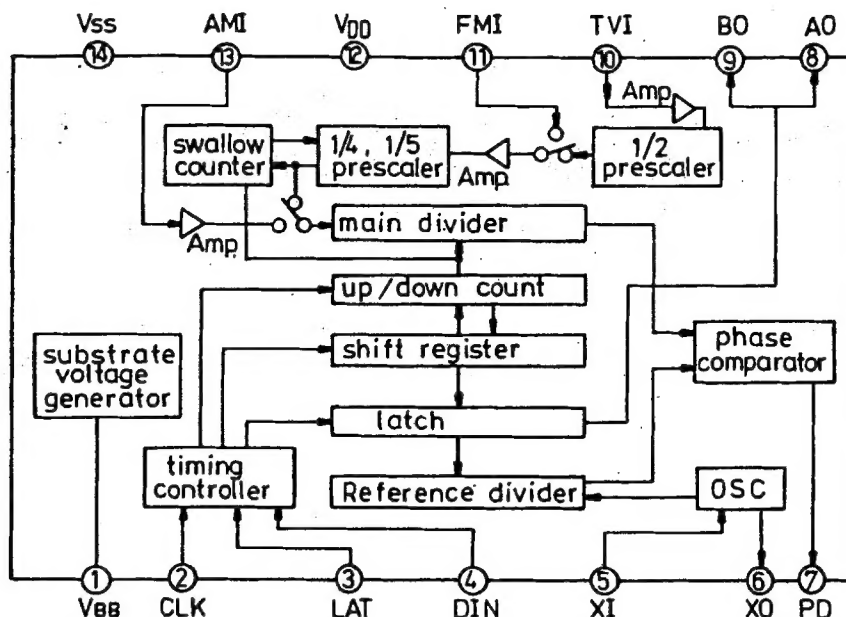 Vss AMI VDD FMI TVI BO AO
14 13 12 11 10 9 8
Amp
swallow counter
1/4, 1/5 prescaler
Amp
1/2 prescaler
Amp
main divider
up/down count
substrate voltage generator
shift register
phase comparator
latch
timing controller
Reference divider
OSC
1 2 3 4 5 6 7
VBB CLK LAT DIN XI XO PD